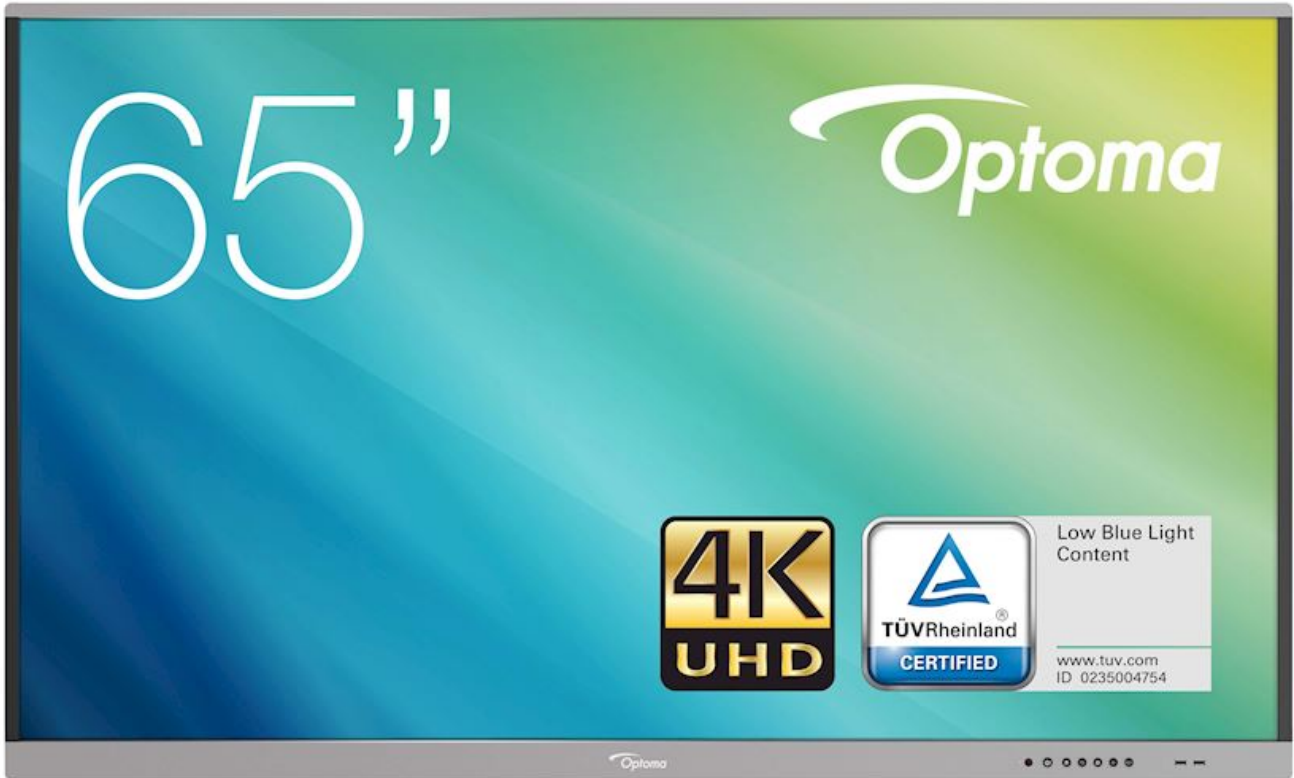 65”
Optoma
4K
UHD
TÜVRheinland®
CERTIFIED
Low Blue Light
Content
www.tuv.com
ID 0235004754
Optoma